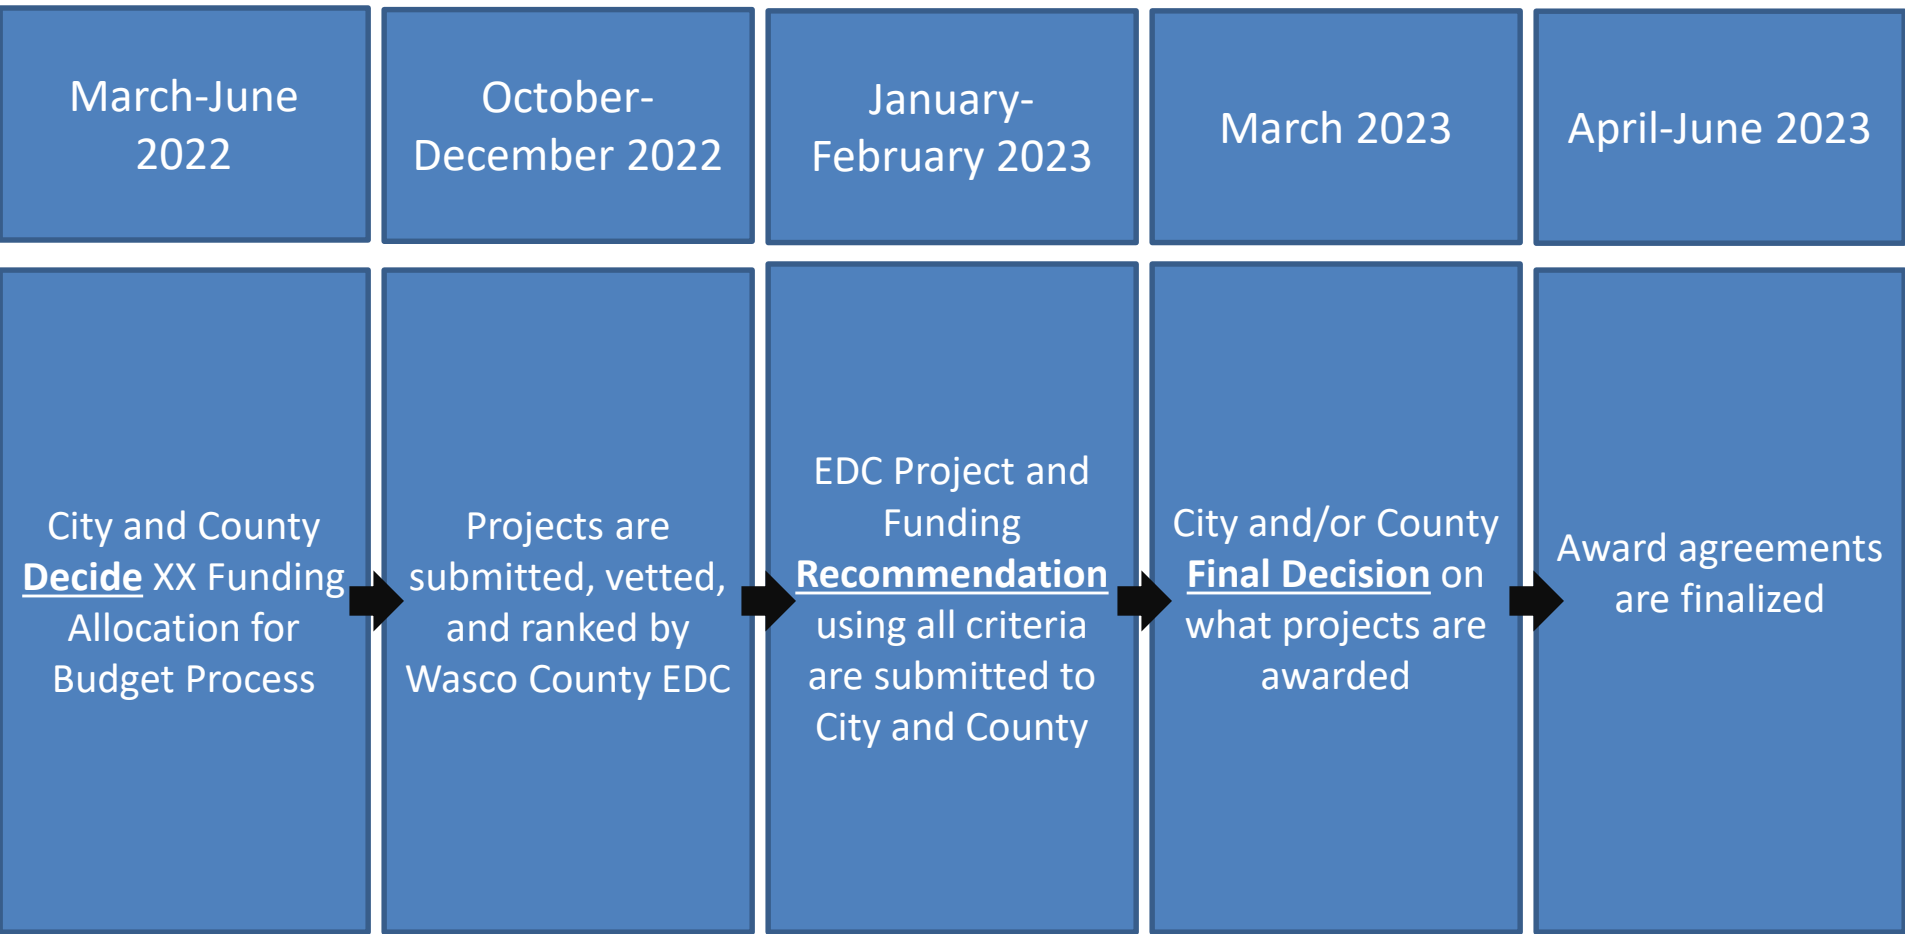 March-June
2022
October-
December 2022
January-
February 2023
March 2023
April-June 2023
City and County
Decide XX Funding
Allocation for
Budget Process
Projects are
submitted, vetted,
and ranked by
Wasco County EDC
EDC Project and
Funding
Recommendation
using all criteria
are submitted to
City and County
City and/or County
Final Decision on
what projects are
awarded
Award agreements
are finalized